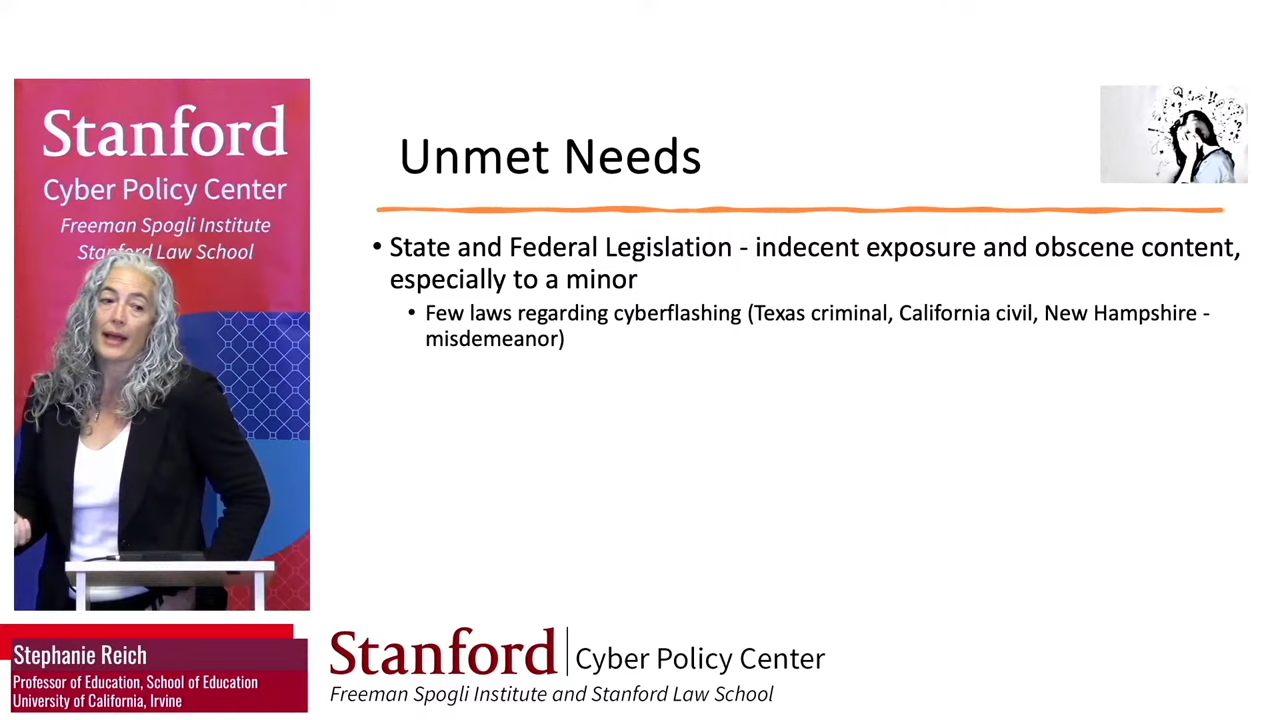 Stanford
Cyber Policy Center
Freeman Spogli Institute
Stanford Law School
Unmet Needs
• State and Federal Legislation - indecent exposure and obscene content,
especially to a minor
• Few laws regarding cyberflashing (Texas criminal, California civil, New Hampshire -
misdemeanor)
Stephanie Reich
Professor of Education, School of Education
University of California, Irvine
Stanford | Cyber Policy Center
Freeman Spogli Institute and Stanford Law School